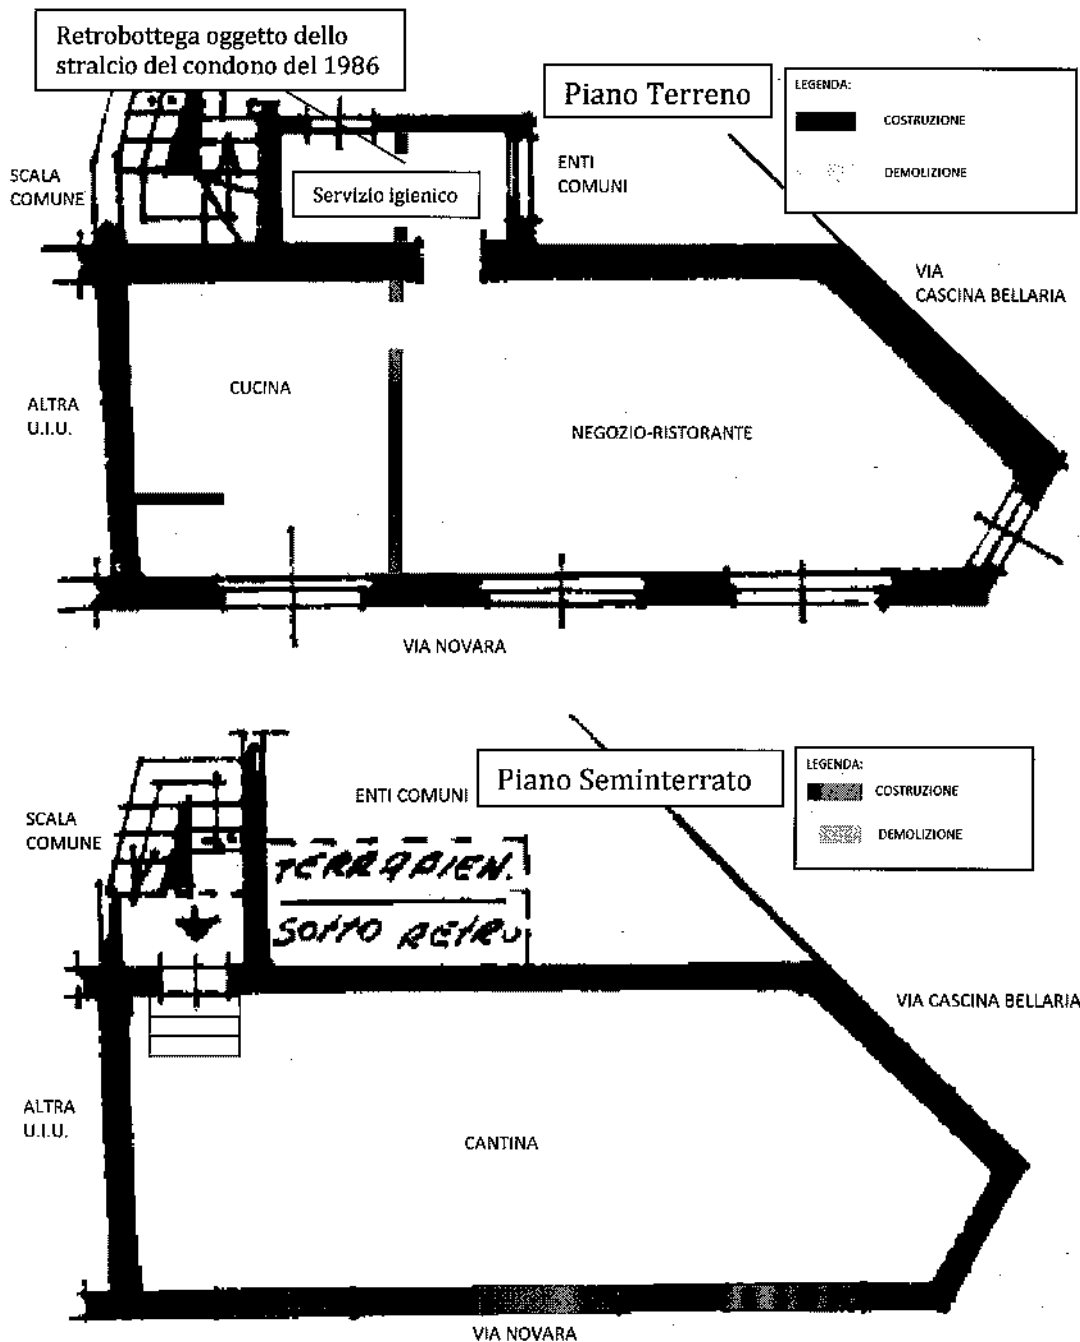 Retrobottega oggetto dello
stralcio del condono del 1986
Piano Terreno
LEGENDA:
COSTRUZIONE
DEMOLIZIONE
SCALA
COMUNE
Servizio igienico
ENTI
COMUNI
VIA
CASCINA BELLARIA
ALTRA
U.I.U.
CUCINA
NEGOZIO-RISTORANTE
VIA NOVARA
Piano Seminterrato
LEGENDA:
COSTRUZIONE
DEMOLIZIONE
SCALA
COMUNE
ENTI COMUNI
TERRAPIEN.
SOTTO RETRO
VIA CASCINA BELLARIA
ALTRA
U.I.U.
CANTINA
VIA NOVARA